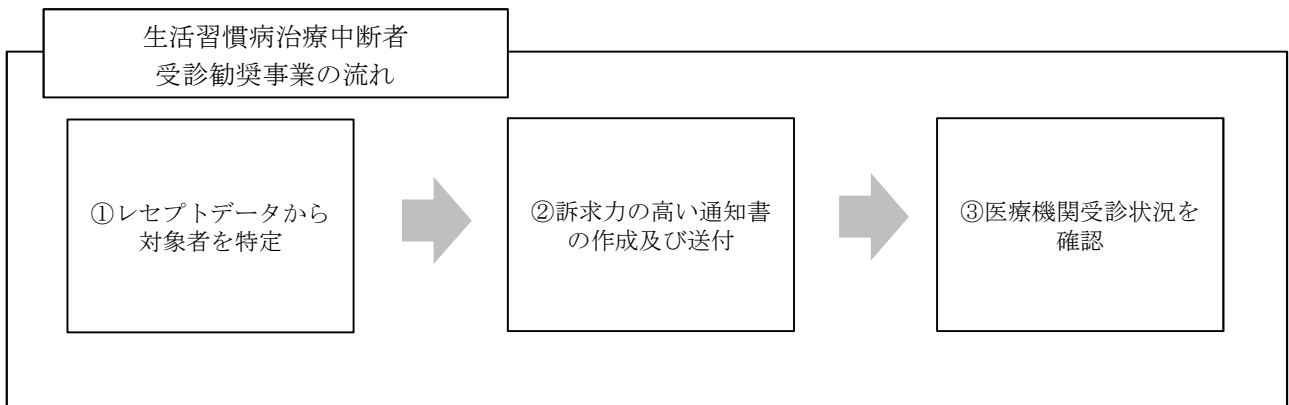 生活習慣病治療中断者
受診勧奨事業の流れ
①レセプトデータから
対象者を特定
②訴求力の高い通知書
の作成及び送付
③医療機関受診状況を
確認